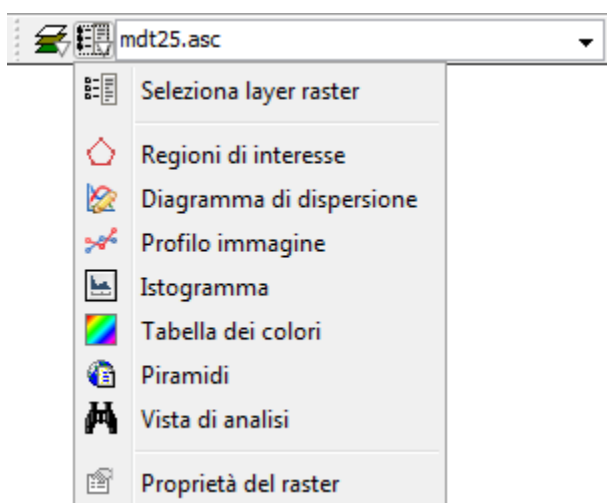 mdt25.asc
Seleziona layer raster
Regioni di interesse
Diagramma di dispersione
Profilo immagine
Istogramma
Tabella dei colori
Piramidi
Vista di analisi
Proprietà del raster